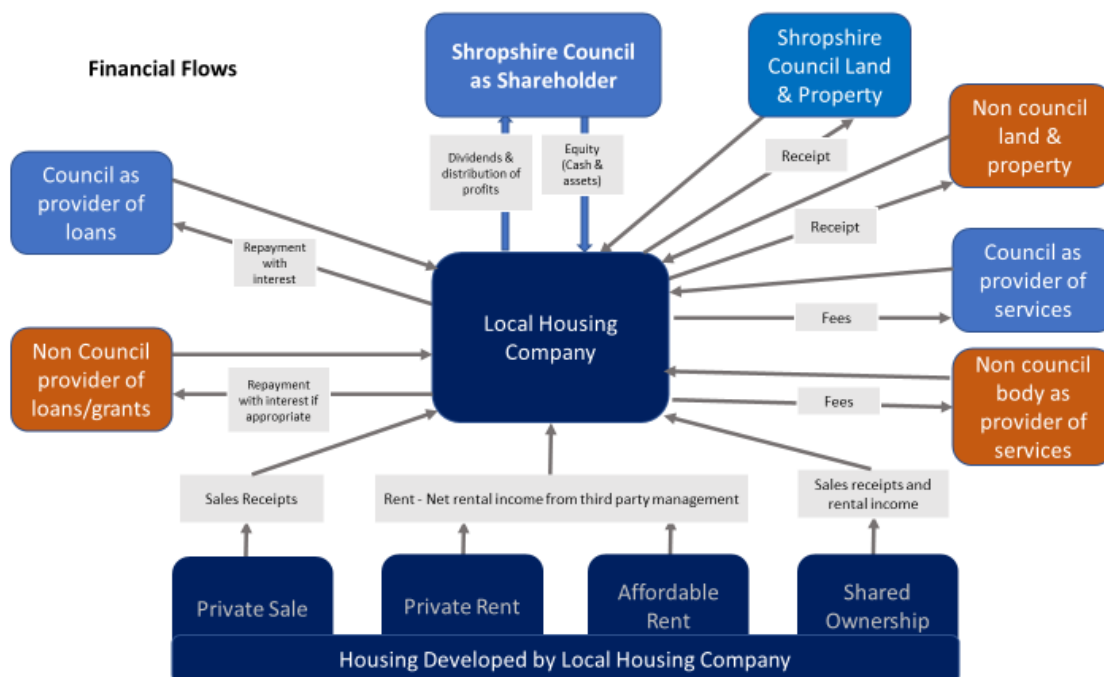 Financial Flows
Shropshire Council
as Shareholder
Shropshire
Council Land
& Property
Non council
land &
property
Dividends &
distribution of
profits
Equity
(Cash &
assets)
Receipt
Receipt
Council as
provider of
loans
Repayment
with
interest
Council as
provider of
services
Local Housing
Company
Fees
Non Council
provider of
loans/grants
Repayment
with interest if
appropriate
Fees
Non council
body as
provider of
services
Sales Receipts
Rent - Net rental income from third party management
Sales receipts and
rental income
Private Sale
Private Rent
Affordable
Rent
Shared
Ownership
Housing Developed by Local Housing Company